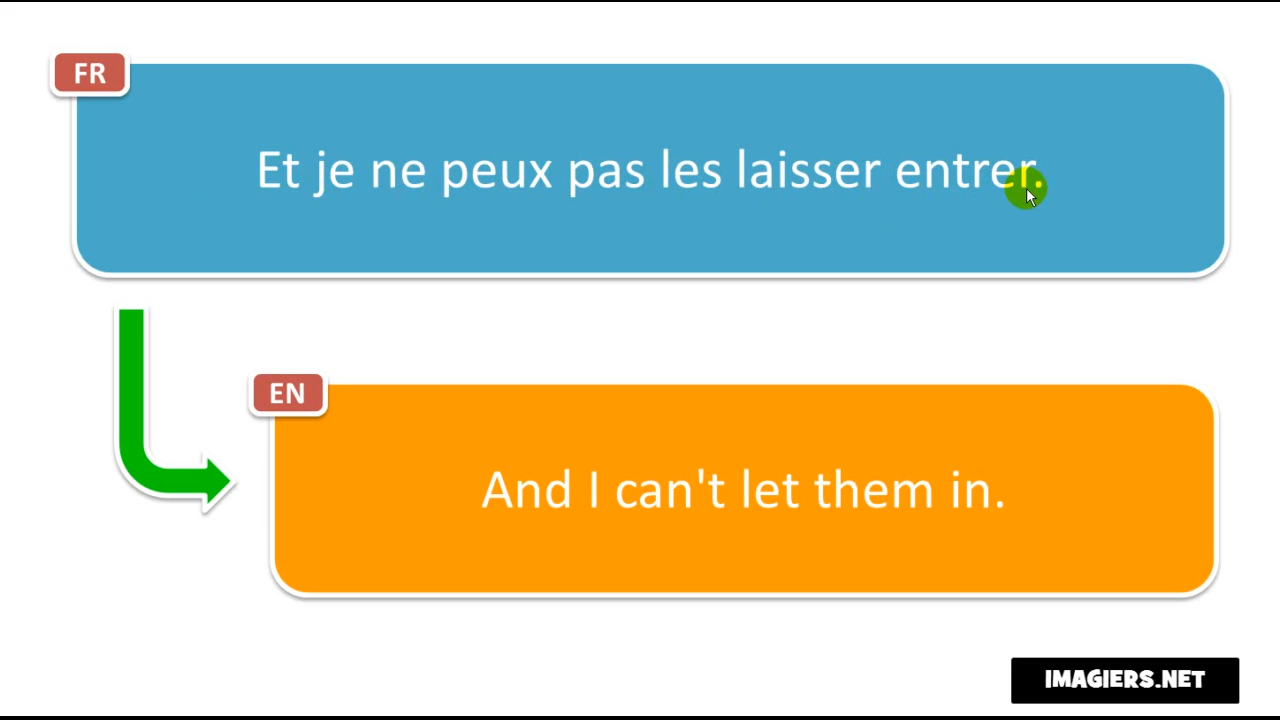 FR
Et je ne peux pas les laisser entrer.
EN
And I can't let them in.
IMAGIERS.NET